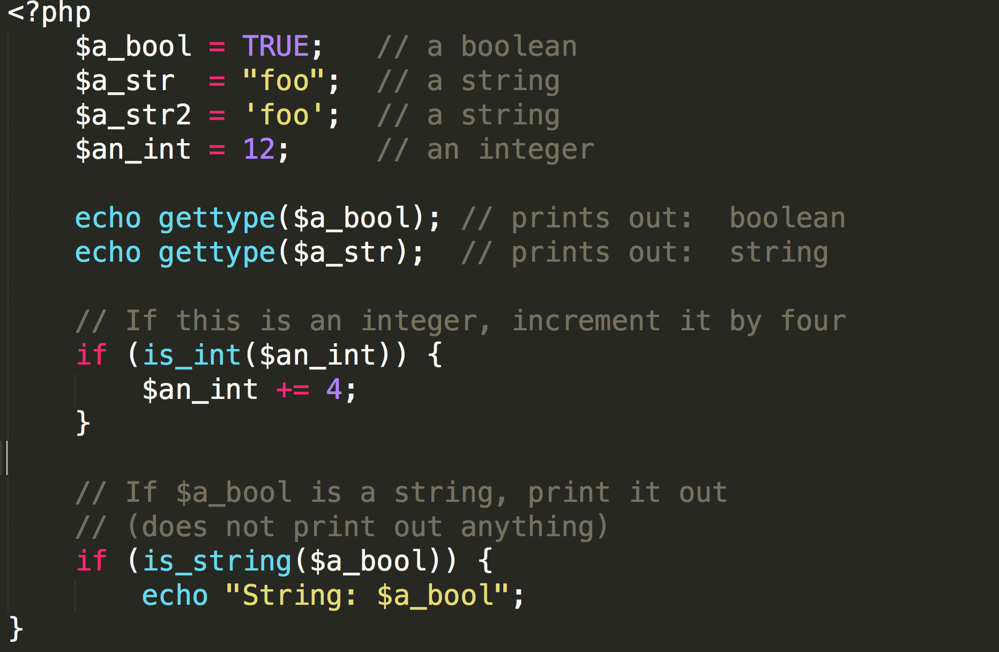 <?php
    $a_bool = TRUE;   // a boolean
    $a_str  = "foo";  // a string
    $a_str2 = 'foo';  // a string
    $an_int = 12;     // an integer

    echo gettype($a_bool); // prints out:  boolean
    echo gettype($a_str);  // prints out:  string

    // If this is an integer, increment it by four
    if (is_int($an_int)) {
        $an_int += 4;
    }

    // If $a_bool is a string, print it out
    // (does not print out anything)
    if (is_string($a_bool)) {
        echo "String: $a_bool";
}